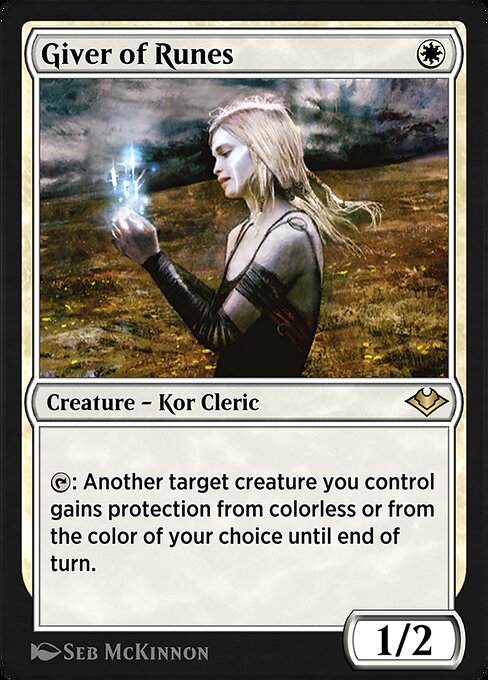 Giver of Runes
Creature – Kor Cleric
: Another target creature you control
gains protection from colorless or from
the color of your choice until end of
turn.
1/2
Seb McKinnon